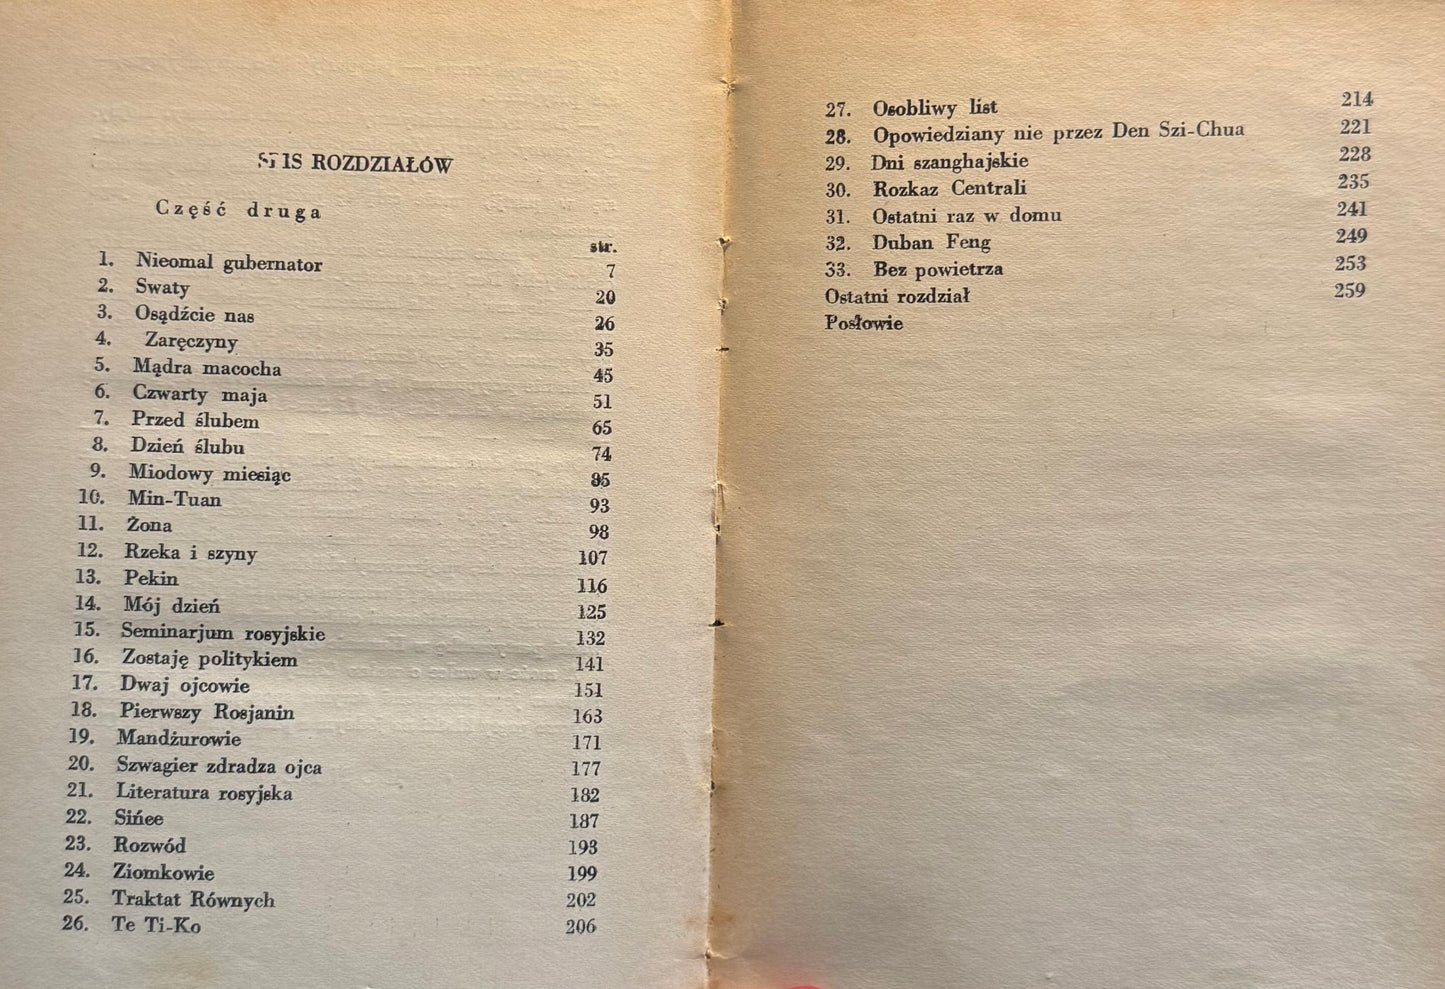 SPIS ROZDZIAŁÓW
Część druga
str.
1. Nieomal gubernator 7
2. Swaty 20
3. Osądźcie nas 26
4. Zaręczyny 35
5. Mądra macocha 45
6. Czwarty maja 51
7. Przed ślubem 65
8. Dzień ślubu 74
9. Miodowy miesiąc 85
10. Min-Tuan 93
11. Żona 98
12. Rzeka i szyny 107
13. Pekin 116
14. Mój dzień 125
15. Seminarjum rosyjskie 132
16. Zostaję politykiem 141
17. Dwaj ojcowie 151
18. Pierwszy Rosjanin 163
19. Mandżurowie 171
20. Szwagier zdradza ojca 177
21. Literatura rosyjska 182
22. Sińee 187
23. Rozwód 193
24. Ziomkowie 199
25. Traktat Równych 202
26. Te Ti-Ko 206
27. Osobliwy list 214
28. Opowiedziany nie przez Den Szi-Chua 221
29. Dni szanghajskie 228
30. Rozkaz Centrali 235
31. Ostatni raz w domu 241
32. Duban Feng 249
33. Bez powietrza 253
Ostatni rozdział 259
Posłowie